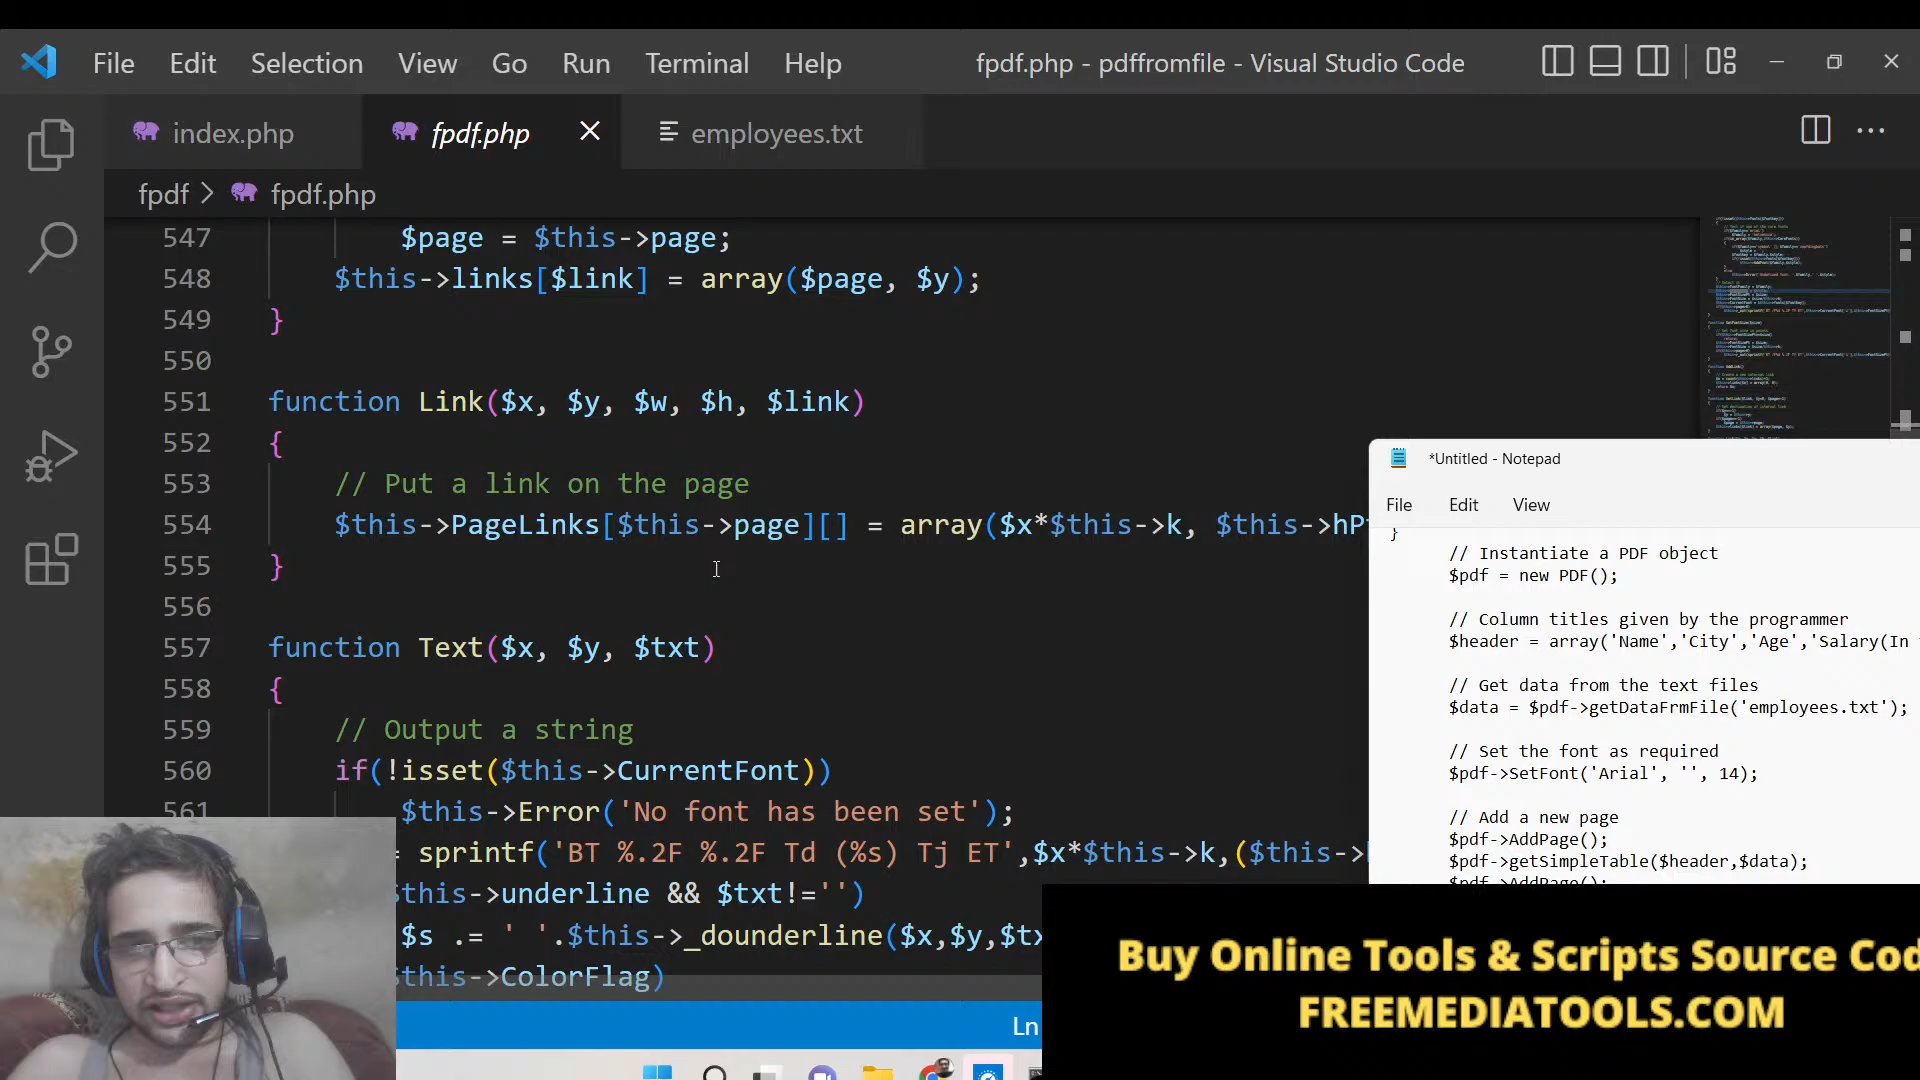 File Edit Selection View Go Run Terminal Help fpdf.php - pdffromfile - Visual Studio Code
index.php fpdf.php employees.txt
fpdf > fpdf.php
547 $page = $this->page;
548 $this->links[$link] = array($page, $y);
549 }
550
551 function Link($x, $y, $w, $h, $link)
552 {
553 // Put a link on the page
554 $this->PageLinks[$this->page][] = array($x*$this->k, $this->hP
555 }
556
557 function Text($x, $y, $txt)
558 {
559 // Output a string
560 if(!isset($this->CurrentFont))
561 $this->Error('No font has been set');
= sprintf('BT %.2F %.2F Td (%s) Tj ET',$x*$this->k,($this->
this->underline && $txt!='')
$s .= ' '.$this->_dounderline($x,$y,$tx
this->ColorFlag)
Ln
*Untitled - Notepad
File Edit View
}
// Instantiate a PDF object
$pdf = new PDF();
// Column titles given by the programmer
$header = array('Name','City','Age','Salary(In
// Get data from the text files
$data = $pdf->getDataFrmFile('employees.txt');
// Set the font as required
$pdf->SetFont('Arial', '', 14);
// Add a new page
$pdf->AddPage();
$pdf->getSimpleTable($header,$data);
$pdf->AddPage();
Buy Online Tools & Scripts Source Cod
FREEMEDIATOOLS.COM